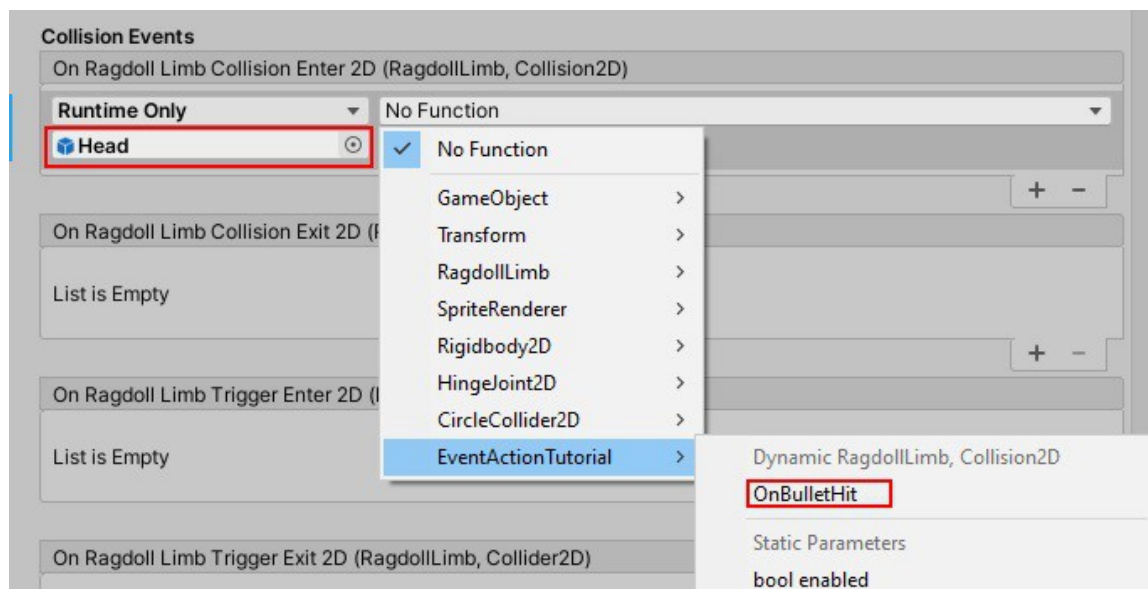 Collision Events
On Ragdoll Limb Collision Enter 2D (RagdollLimb, Collision2D)
Runtime Only
No Function
Head
No Function
GameObject
Transform
RagdollLimb
SpriteRenderer
Rigidbody2D
HingeJoint2D
CircleCollider2D
EventActionTutorial
Dynamic RagdollLimb, Collision2D
OnBulletHit
Static Parameters
bool enabled
On Ragdoll Limb Collision Exit 2D
List is Empty
On Ragdoll Limb Trigger Enter 2D
List is Empty
On Ragdoll Limb Trigger Exit 2D (RagdollLimb, Collider2D)